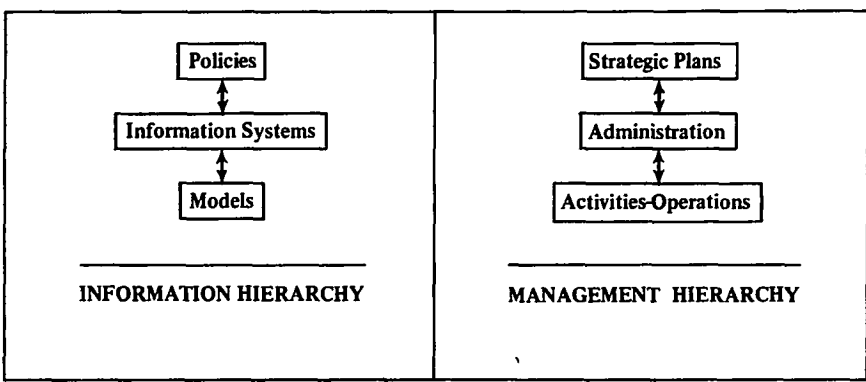 Policies
Information Systems
Models
INFORMATION HIERARCHY
Strategic Plans
Administration
Activities-Operations
MANAGEMENT HIERARCHY